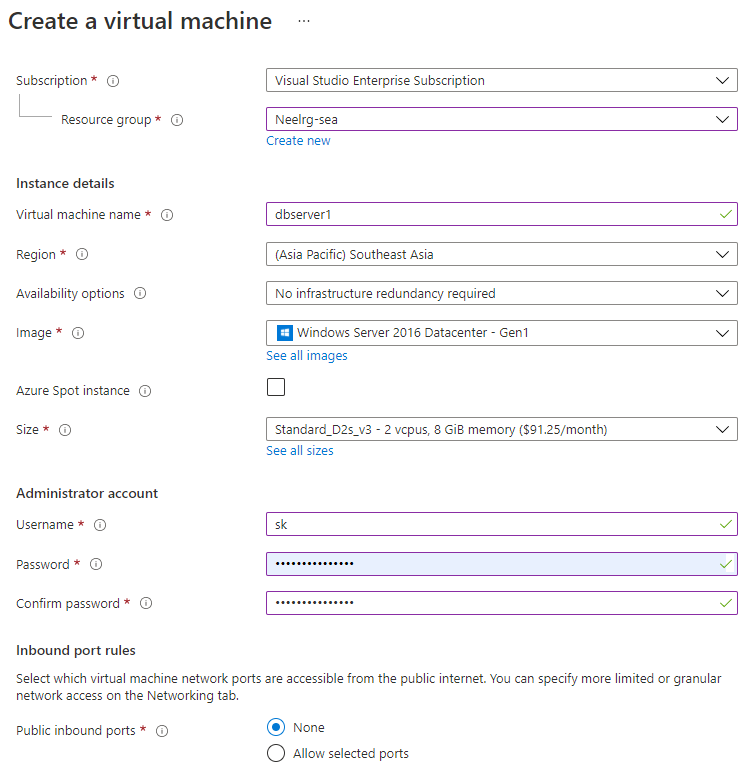 Create a virtual machine ...
Subscription *
Visual Studio Enterprise Subscription
Resource group *
Neelrg-sea
Create new
Instance details
Virtual machine name *
dbserver1
Region *
(Asia Pacific) Southeast Asia
Availability options
No infrastructure redundancy required
Image *
Windows Server 2016 Datacenter - Gen1
See all images
Azure Spot instance
Size *
Standard_D2s_v3 - 2 vcpus, 8 GiB memory ($91.25/month)
See all sizes
Administrator account
Username *
sk
Password *
•••••••••••••••
Confirm password *
•••••••••••••••
Inbound port rules
Select which virtual machine network ports are accessible from the public internet. You can specify more limited or granular
network access on the Networking tab.
Public inbound ports *
None
Allow selected ports